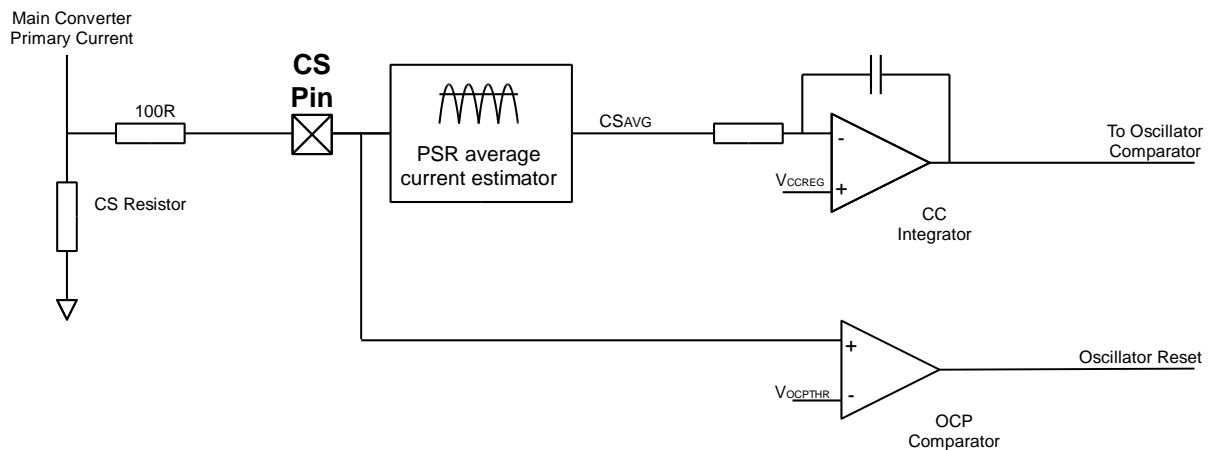 Main Converter
Primary Current
CS
Pin
100R
CS Resistor
PSR average
current estimator
CSAVG
VCCREG
-
+
CC
Integrator
To Oscillator
Comparator
VOCPTHR
+
-
OCP
Comparator
Oscillator Reset